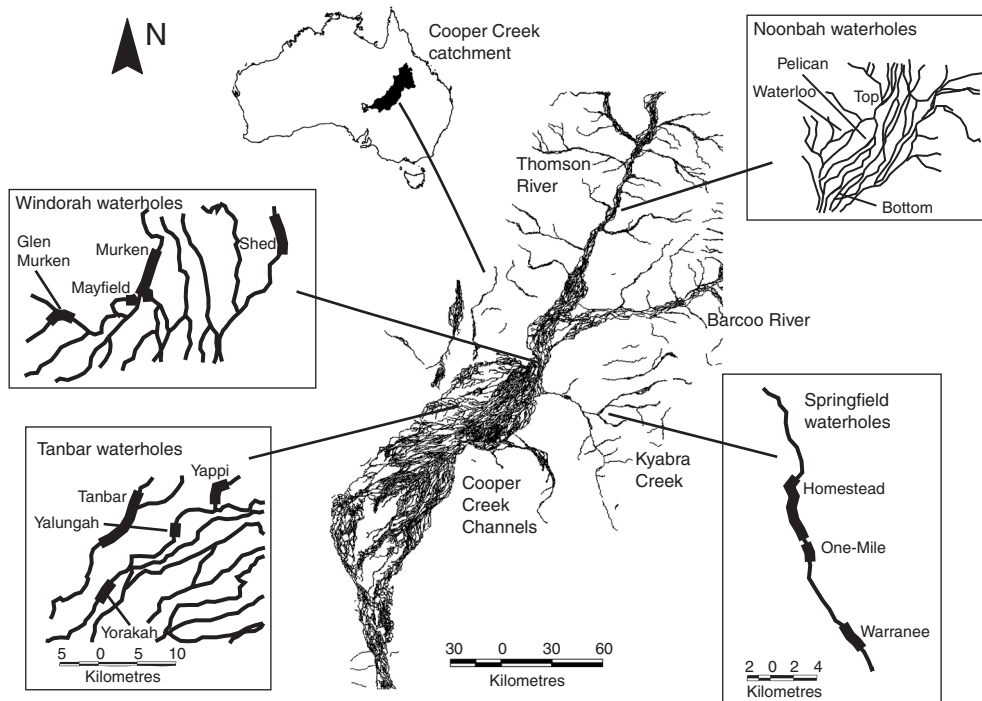 N
Cooper Creek
catchment
Noonbah waterholes
Pelican
Waterloo
Top
Bottom
Thomson
River
Windorah waterholes
Glen
Murken
Murken
Shed
Mayfield
Barcoo River
Springfield
waterholes
Homestead
One-Mile
Warranee
2 0 2 4
Kilometres
Kyabra
Creek
Cooper
Creek
Channels
Tanbar waterholes
Yappi
Tanbar
Yalungah
Yorakah
5 0 5 10
Kilometres
30 0 30 60
Kilometres